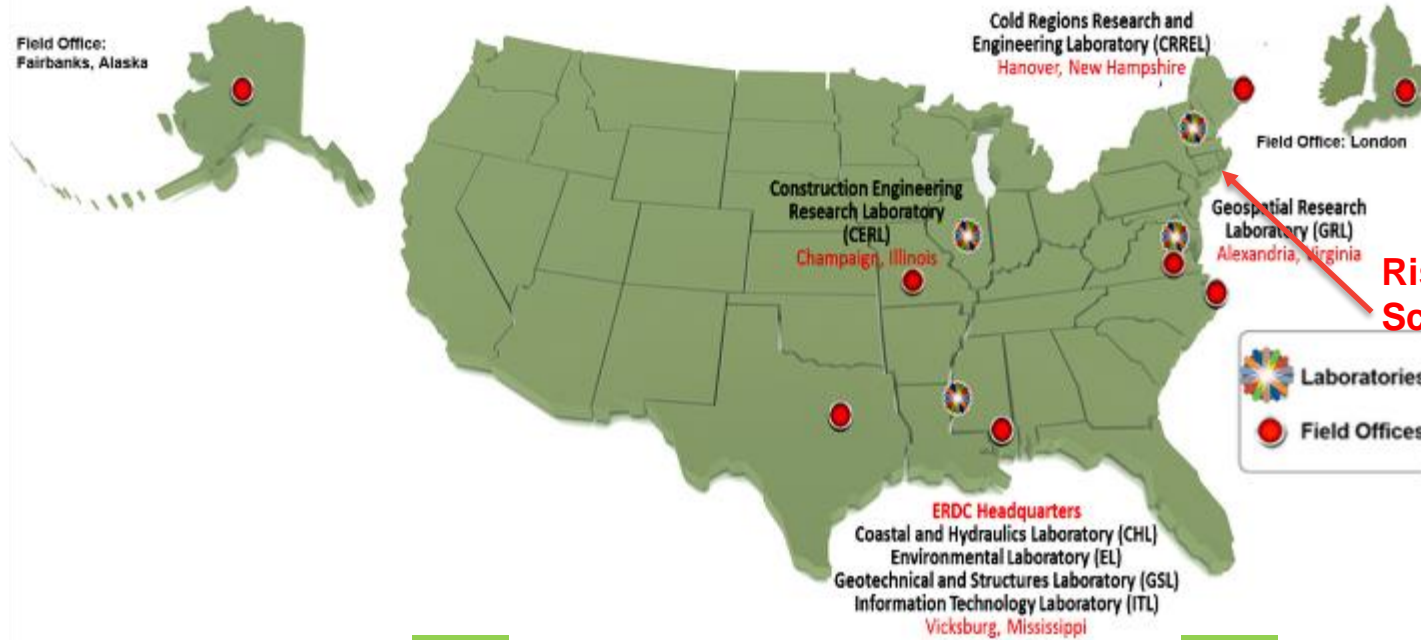 Field Office:
Fairbanks, Alaska
Cold Regions Research and
Engineering Laboratory (CRREL)
Hanover, New Hampshire
Field Office: London
Construction Engineering
Research Laboratory
(CERL)
Champaign, Illinois
Geospatial Research
Laboratory (GRL)
Alexandria, Virginia
Laboratories
Field Offices
ERDC Headquarters
Coastal and Hydraulics Laboratory (CHL)
Environmental Laboratory (EL)
Geotechnical and Structures Laboratory (GSL)
Information Technology Laboratory (ITL)
Vicksburg, Mississippi